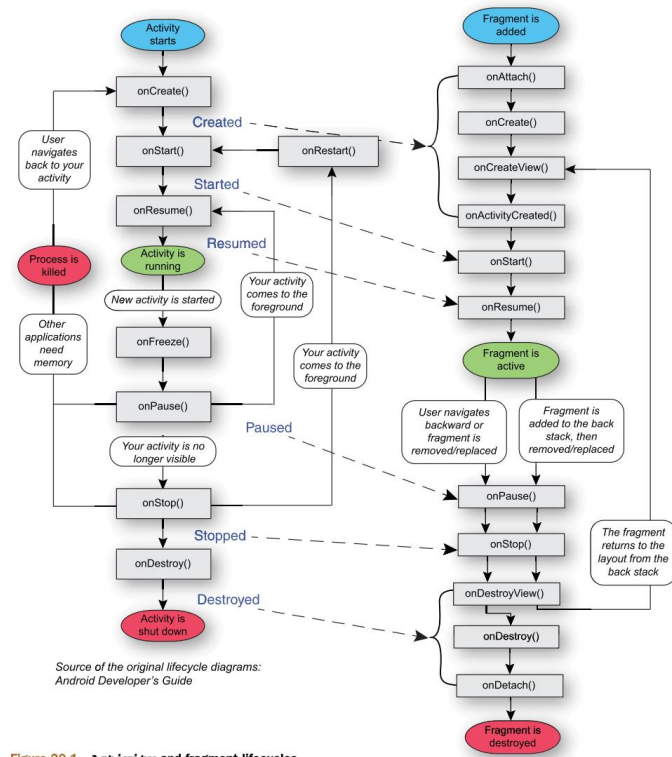 Activity
starts
onCreate()
User
navigates
back to your
activity
Created
onStart()
onRestart()
Started
onResume()
Process is
killed
Activity is
running
Resumed
New activity is started
Your activity
comes to the
foreground
Other
applications
need
memory
onFreeze()
Your activity
comes to the
foreground
onPause()
Paused
Your activity is no
longer visible
onStop()
Stopped
onDestroy()
Destroyed
Activity is
shut down
Source of the original lifecycle diagrams:
Android Developer's Guide
Fragment is
added
onAttach()
onCreate()
onCreateView()
onActivityCreated()
onStart()
onResume()
Fragment is
active
User navigates
backward or
fragment is
removed/replaced
Fragment is
added to the back
stack, then
removed/replaced
onPause()
onStop()
The fragment
returns to the
layout from the
back stack
onDestroyView()
onDestroy()
onDetach()
Fragment is
destroyed
and fragment lifecycles